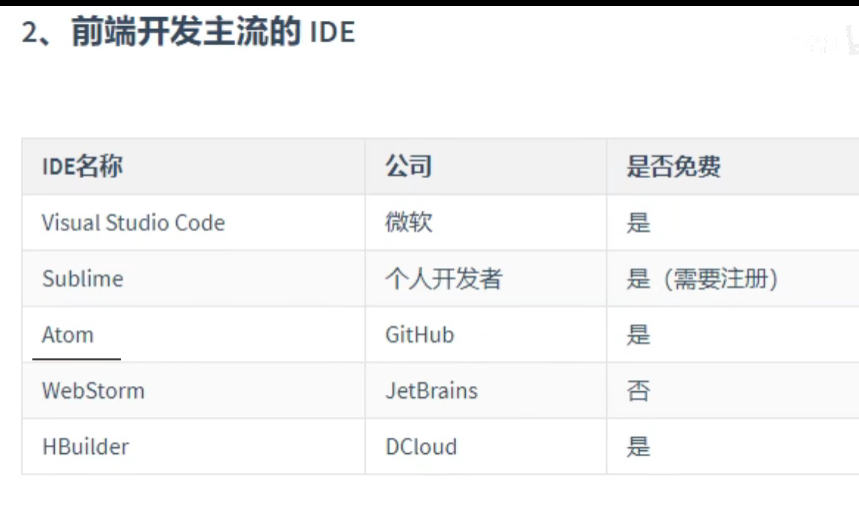 2、前端开发主流的 IDE
IDE名称 公司 是否免费
Visual Studio Code 微软 是
Sublime 个人开发者 是（需要注册）
Atom GitHub 是
WebStorm JetBrains 否
HBuilder DCloud 是